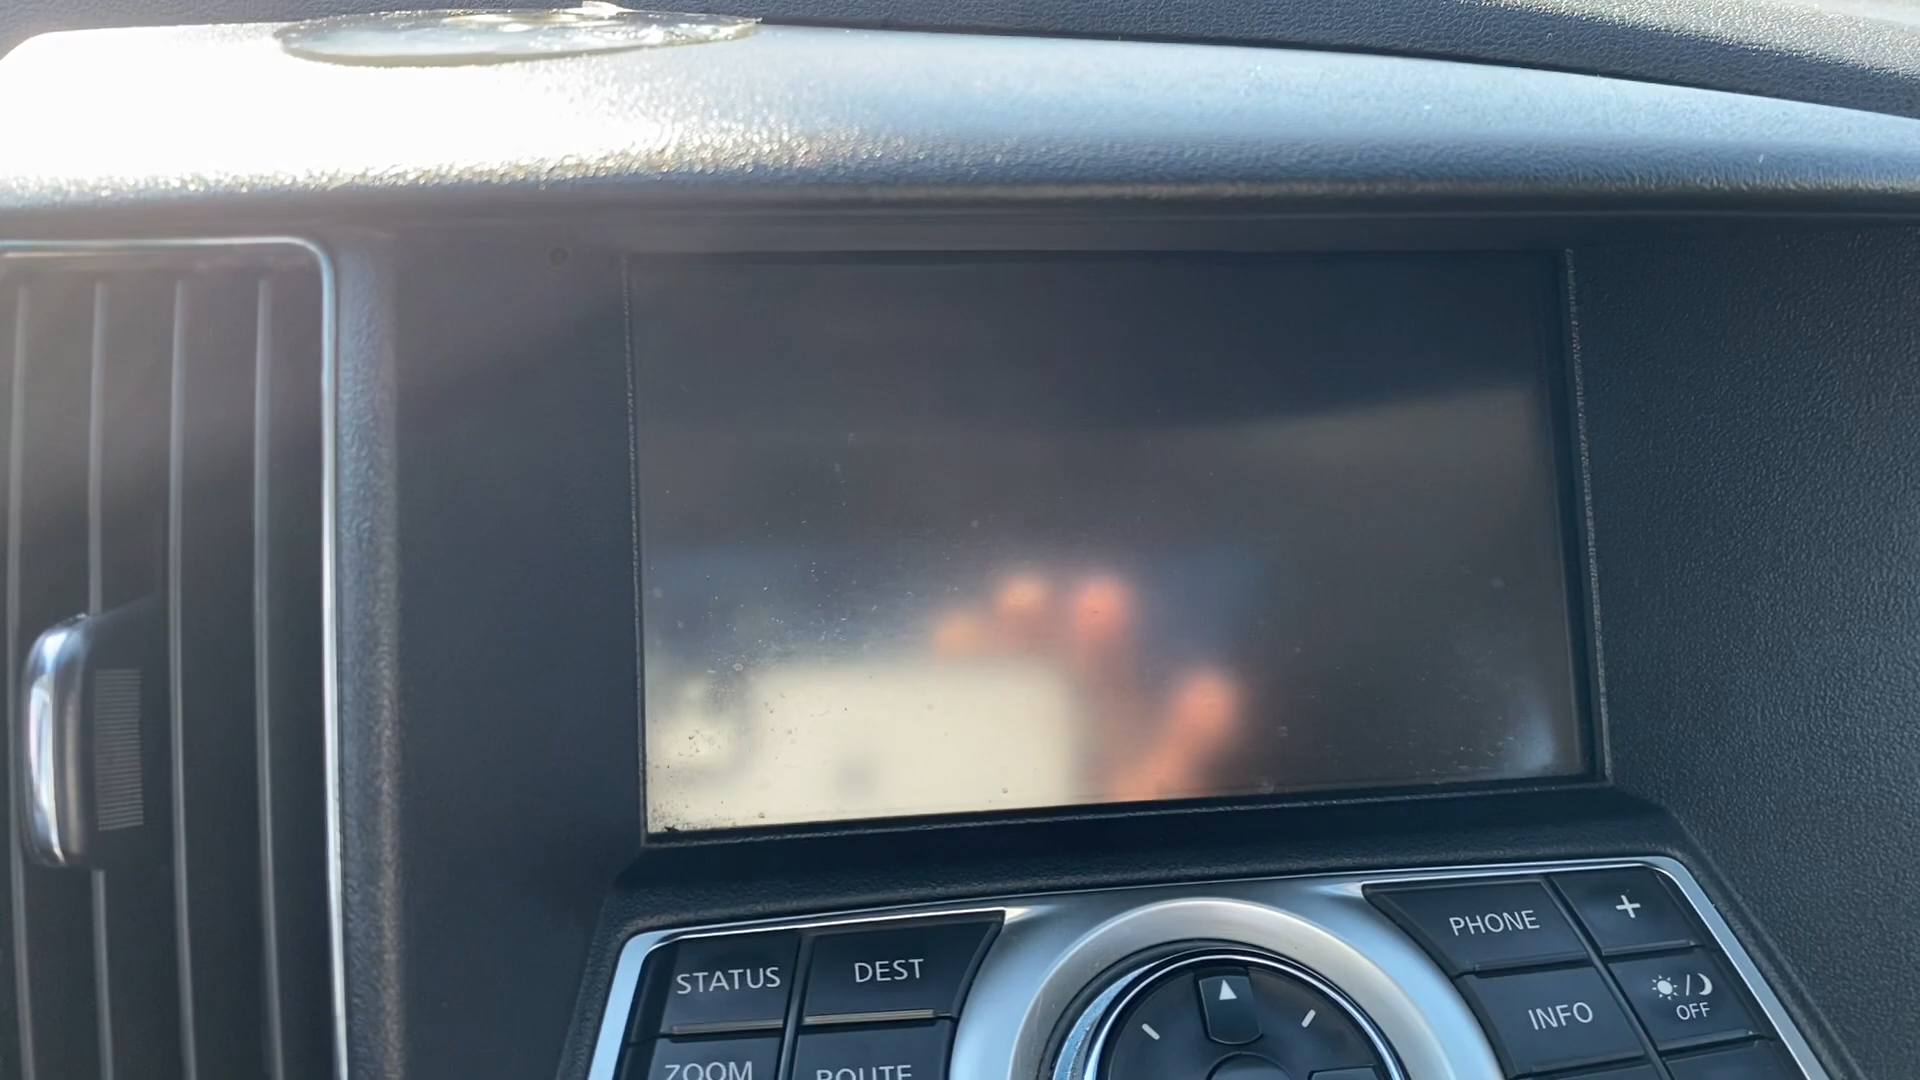 STATUS
DEST
PHONE
+
INFO
OFF
ZOOM
ROUTE